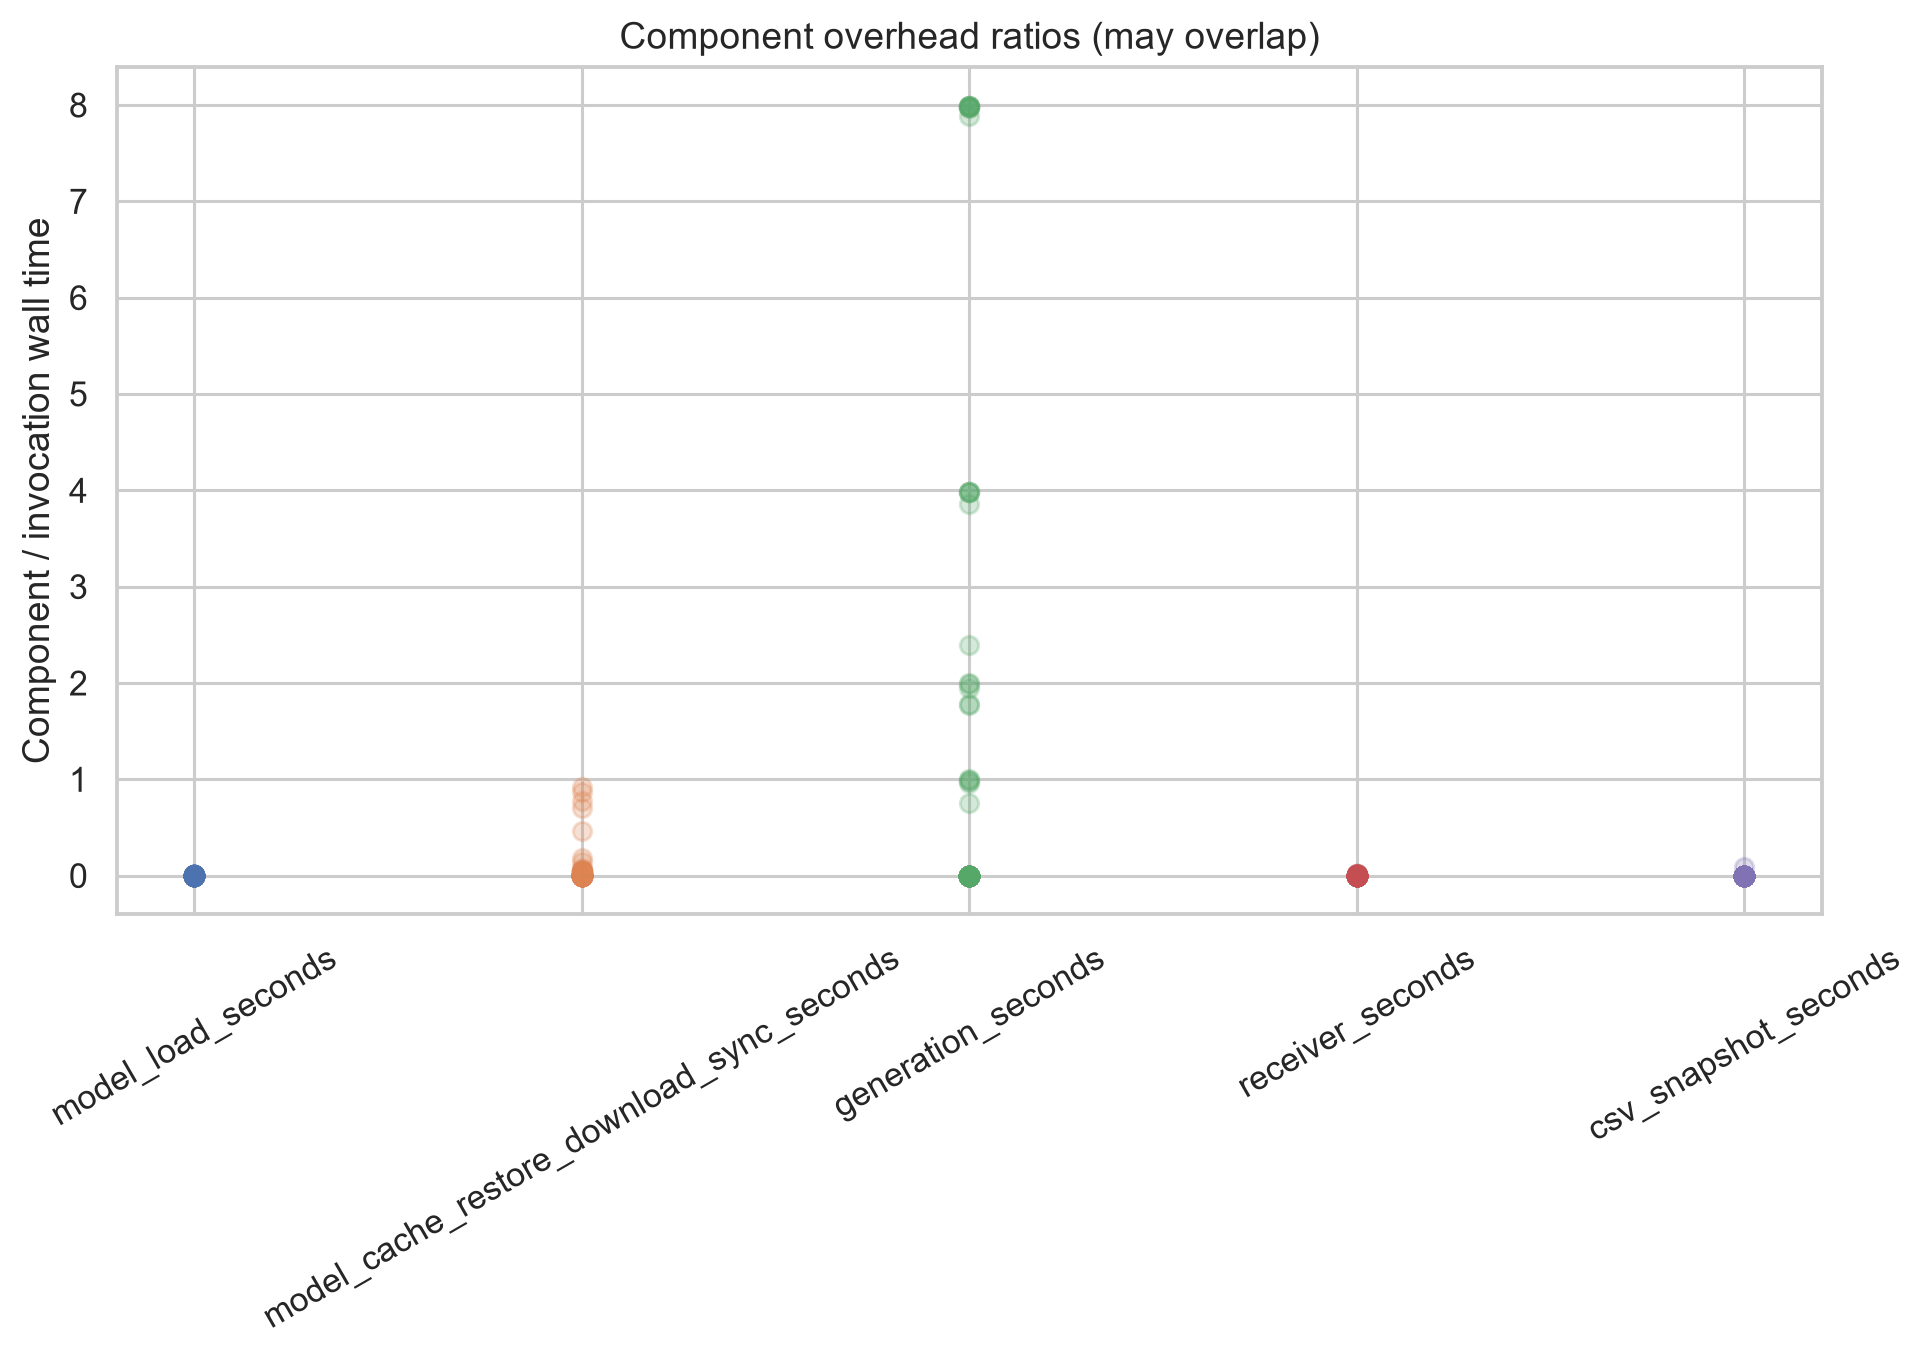 Component overhead ratios (may overlap)
Component / invocation wall time
8
7
6
5
4
3
2
1
0
model_load_seconds
model_cache_restore_download_sync_seconds
generation_seconds
receiver_seconds
csv_snapshot_seconds